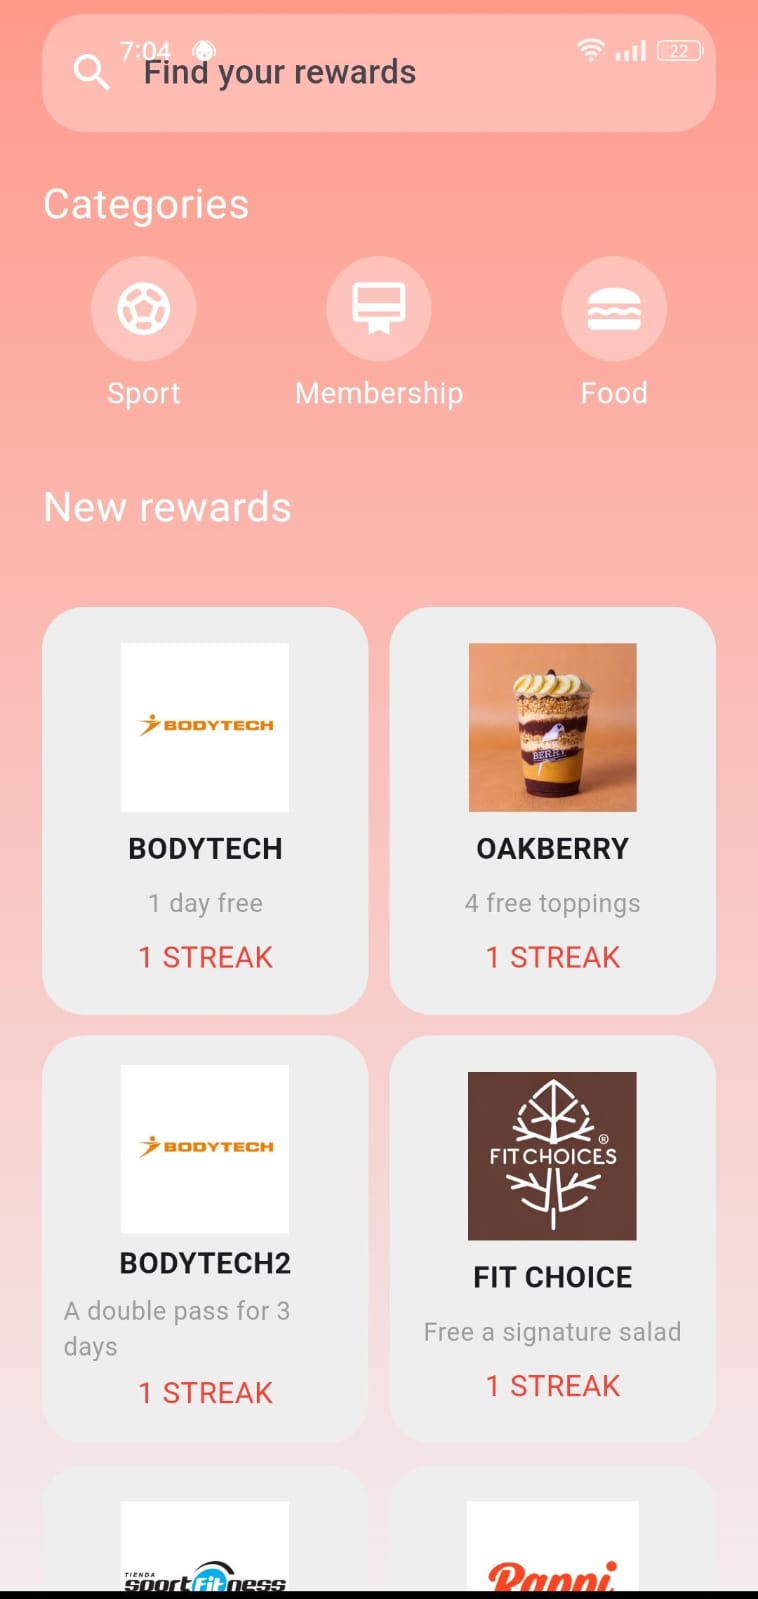 7:04
22
Find your rewards
Categories
Sport
Membership
Food
New rewards
BODYTECH
BERRY
BODYTECH
OAKBERRY
1 day free
4 free toppings
1 STREAK
1 STREAK
BODYTECH
FIT CHOICES
®
BODYTECH2
FIT CHOICE
A double pass for 3
days
Free a signature salad
1 STREAK
1 STREAK
TIENDA
sportfitness
Rappi